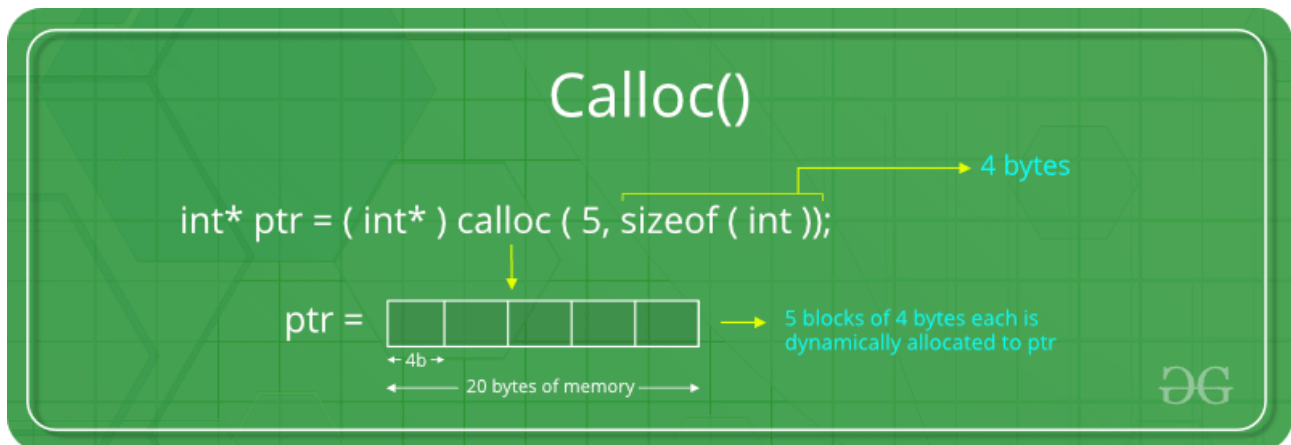 Calloc()
4 bytes
int* ptr = ( int* ) calloc ( 5, sizeof ( int ));
ptr =
5 blocks of 4 bytes each is
dynamically allocated to ptr
4b
20 bytes of memory